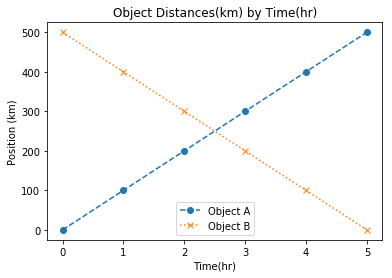 Object Distances(km) by Time(hr)
500
400
300
200
100
0
Position (km)
Object A
Object B
0 1 2 3 4 5
Time(hr)